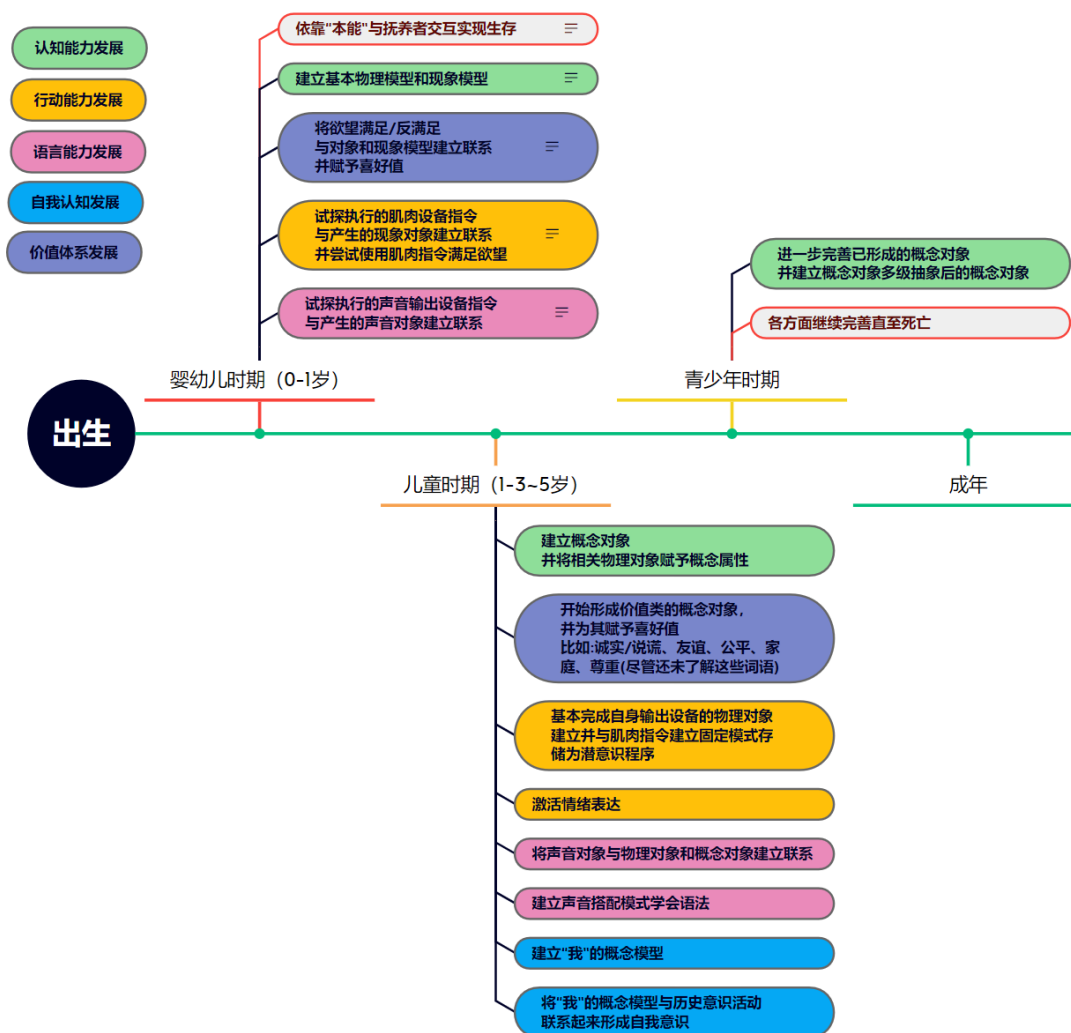 认知能力发展
行动能力发展
语言能力发展
自我认知发展
价值体系发展
依靠"本能"与抚养者交互实现生存
建立基本物理模型和现象模型
将欲望满足/反满足
与对象和现象模型建立联系
并赋予喜好值
试探执行的肌肉设备指令
与产生的现象对象建立联系
并尝试使用肌肉指令满足欲望
试探执行的声音输出设备指令
与产生的声音对象建立联系
进一步完善已形成的概念对象
并建立概念对象多级抽象后的概念对象
各方面继续完善直至死亡
婴幼儿时期（0-1岁）
青少年时期
出生
儿童时期（1-3~5岁）
成年
建立概念对象
并将相关物理对象赋予概念属性
开始形成价值类的概念对象，
并为其赋予喜好值
比如:诚实/说谎、友谊、公平、家
庭、尊重(尽管还未了解这些词语)
基本完成自身输出设备的物理对象
建立并与肌肉指令建立固定模式存
储为潜意识程序
激活情绪表达
将声音对象与物理对象和概念对象建立联系
建立声音搭配模式学会语法
建立"我"的概念模型
将"我"的概念模型与历史意识活动
联系起来形成自我意识